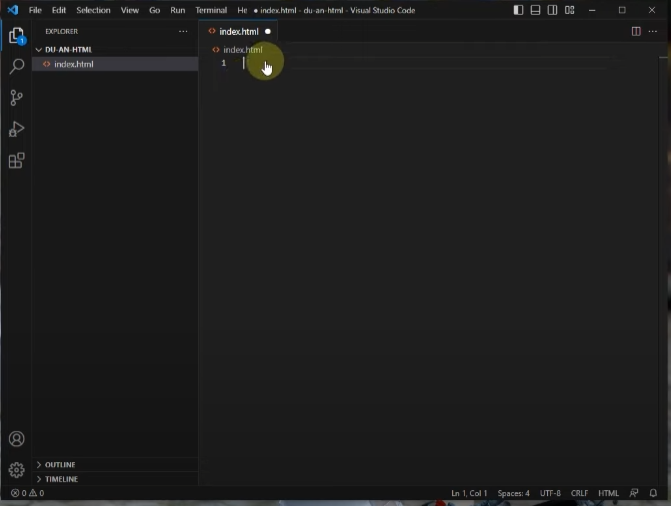 File Edit Selection View Go Run Terminal He ● index.html - du-an-html - Visual Studio Code
EXPLORER ···
index.html
DU-AN-HTML
index.html
index.html
1
1
OUTLINE
TIMELINE
0 0
Ln 1, Col 1 Spaces: 4 UTF-8 CRLF HTML